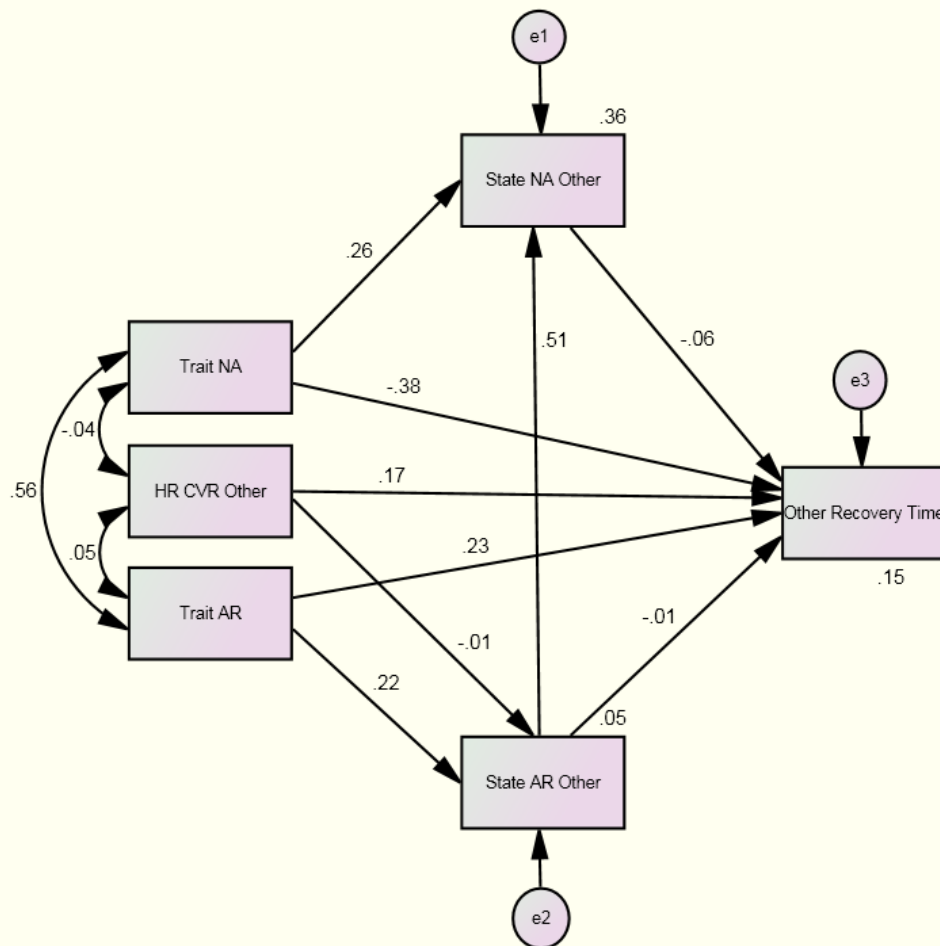 e1
.36
State NA Other
.26
Trait NA
.51
-.06
-.38
e3
-.04
HR CVR Other
.17
.56
Other Recovery Time
.05
.23
.15
Trait AR
-.01
-.01
.22
.05
State AR Other
e2